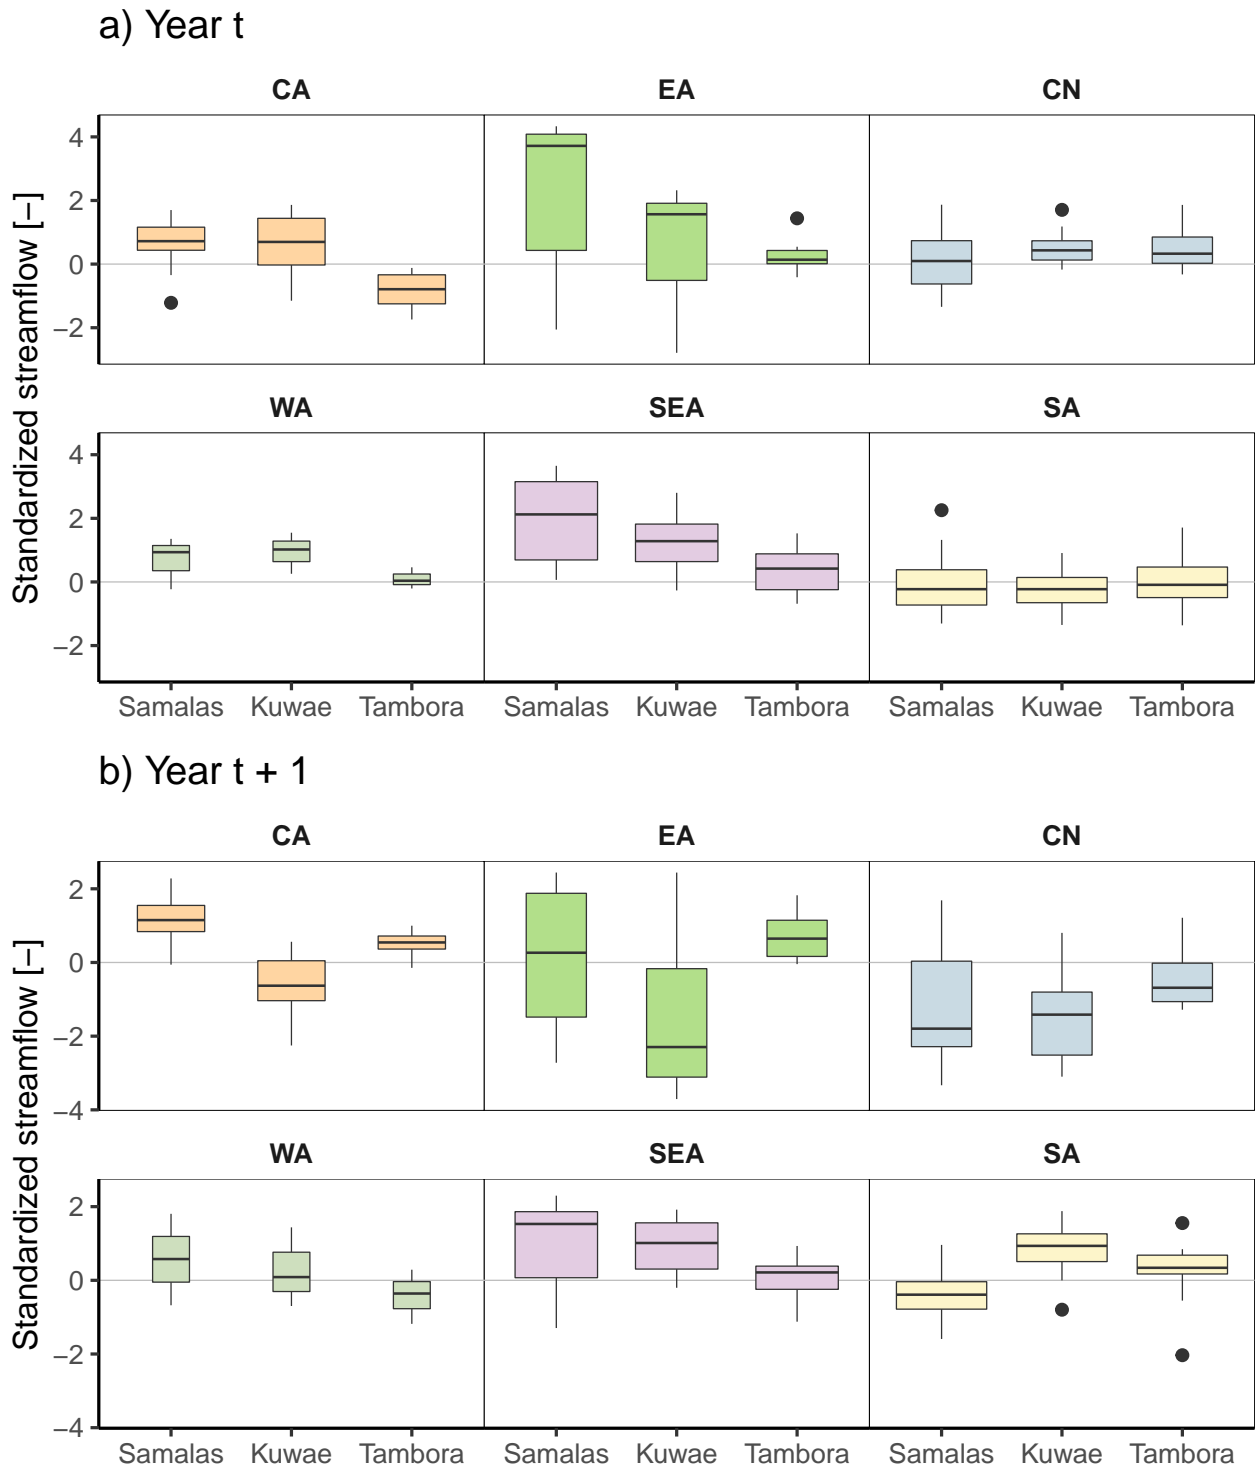 a) Year t
CA EA CN
4
2
0
−2
WA SEA SA
4
2
0
−2
Standardized streamflow [−]
Samalas Kuwae Tambora Samalas Kuwae Tambora Samalas Kuwae Tambora
b) Year t + 1
CA EA CN
2
0
−2
−4
WA SEA SA
2
0
−2
−4
Standardized streamflow [−]
Samalas Kuwae Tambora Samalas Kuwae Tambora Samalas Kuwae Tambora